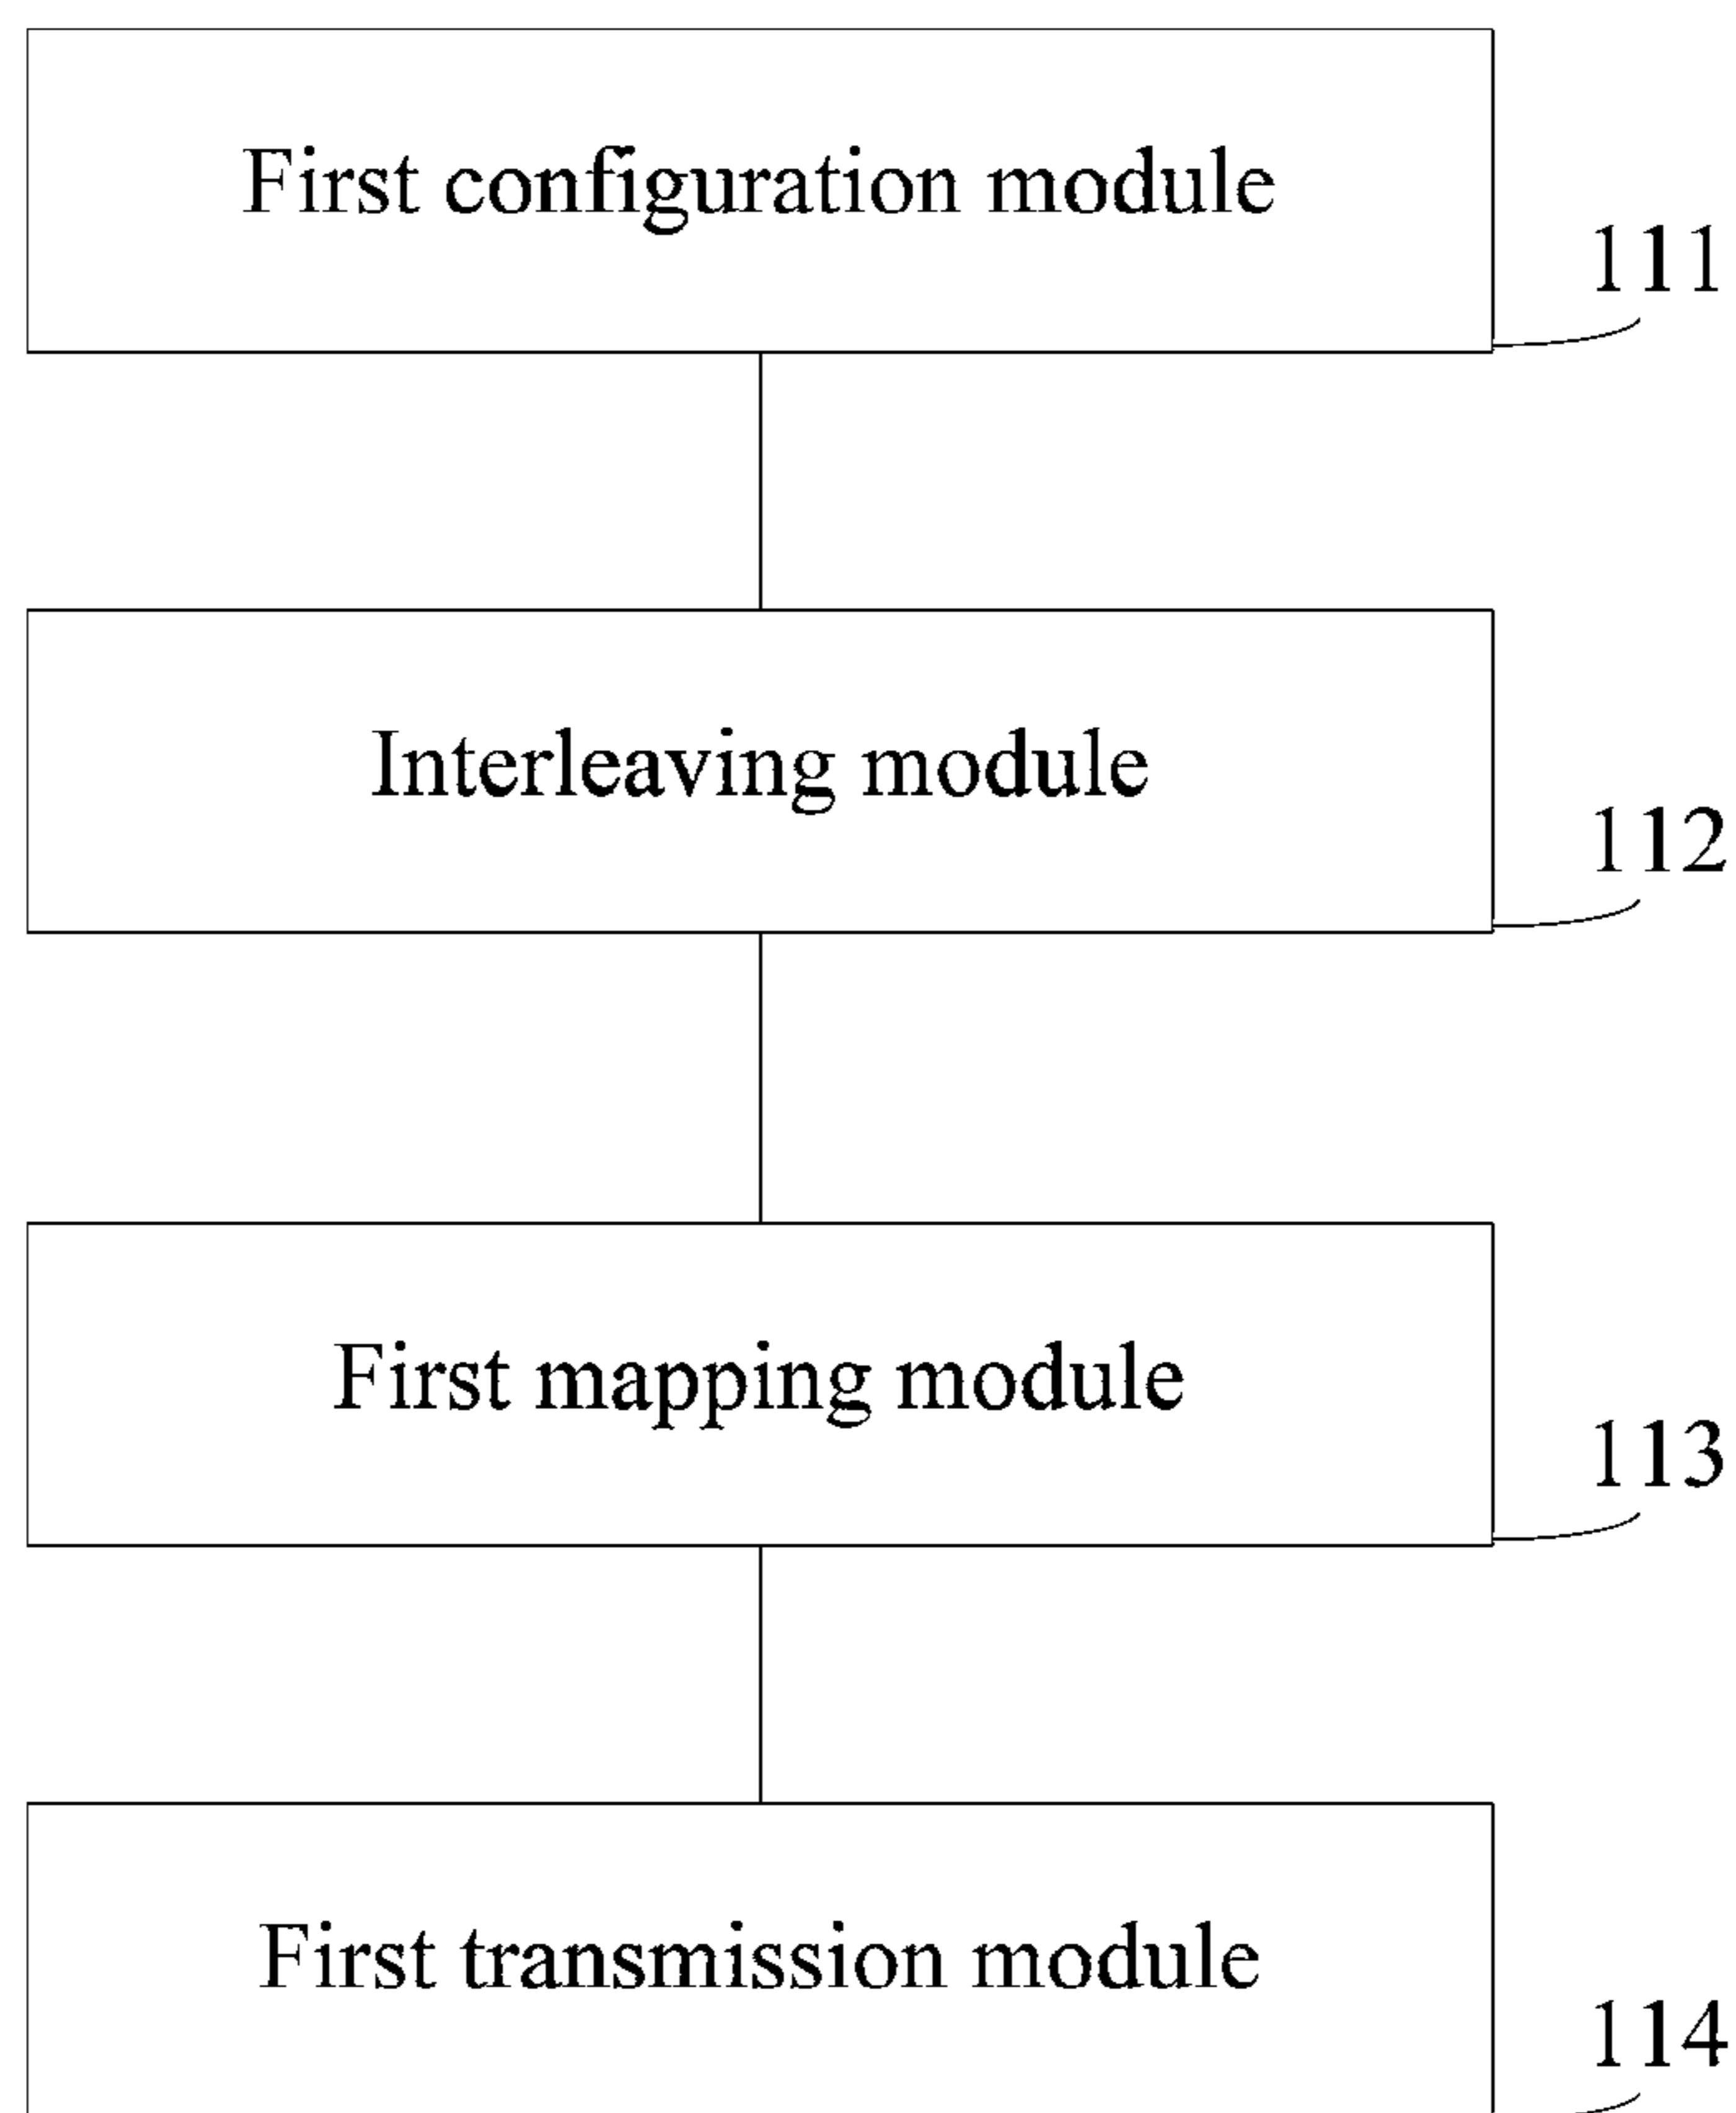 First configuration module
111
Interleaving module
112
First mapping module
113
First transmission module
114